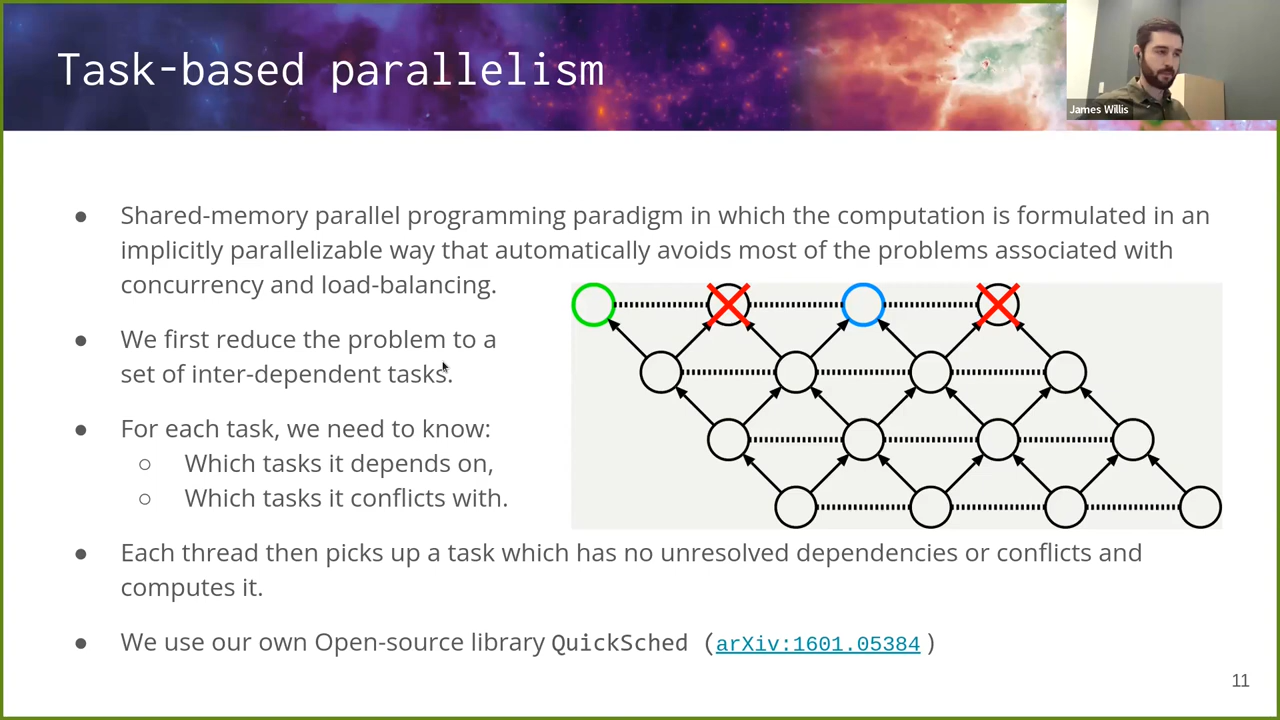 Task-based parallelism
James Willis
● Shared-memory parallel programming paradigm in which the computation is formulated in an
implicitly parallelizable way that automatically avoids most of the problems associated with
concurrency and load-balancing.
● We first reduce the problem to a
set of inter-dependent tasks.
● For each task, we need to know:
○ Which tasks it depends on,
○ Which tasks it conflicts with.
● Each thread then picks up a task which has no unresolved dependencies or conflicts and
computes it.
● We use our own Open-source library QuickSched (arXiv:1601.05384)
11